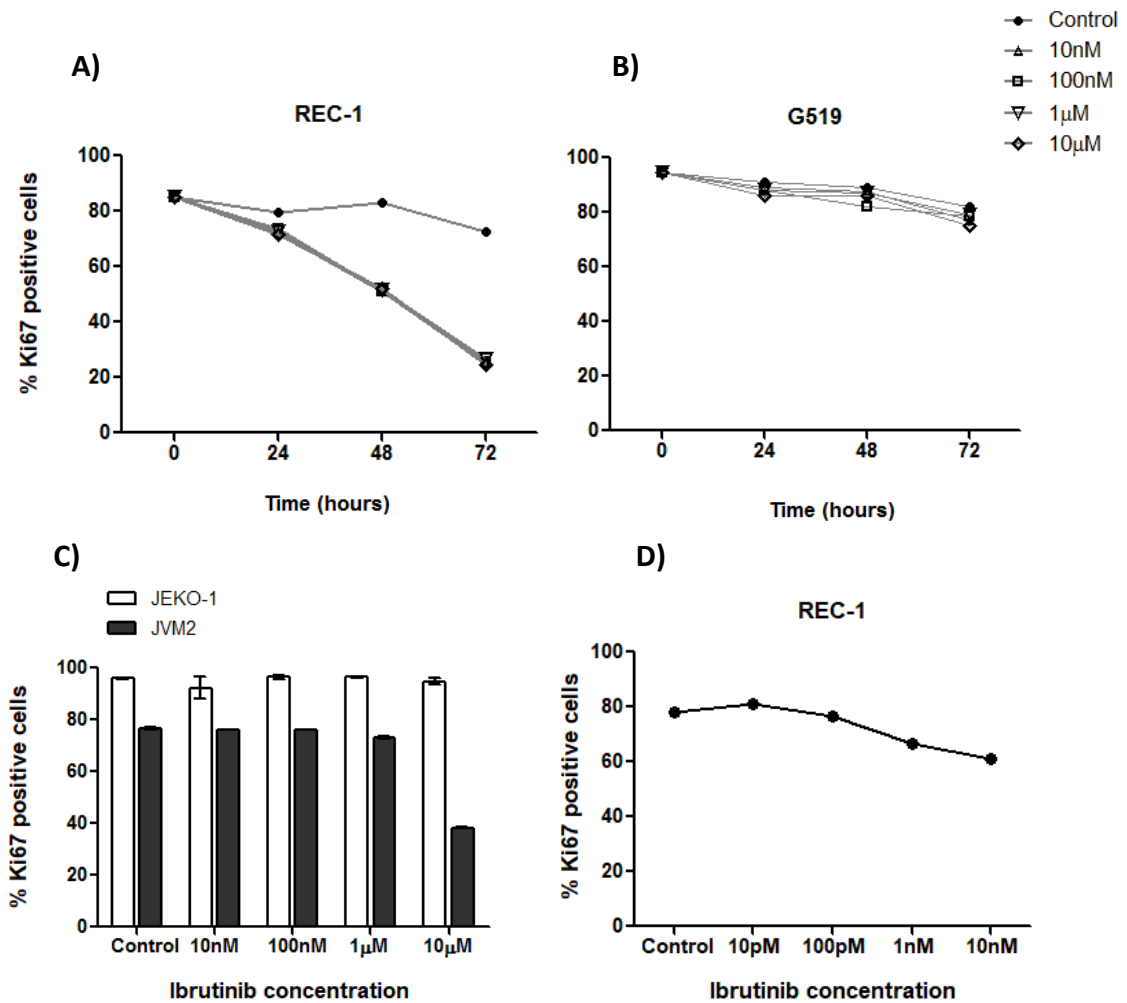 Control
10nM
100nM
1μM
10μM
A)
REC-1
100
80
60
40
20
0
% Ki67 positive cells
0 24 48 72
Time (hours)
B)
G519
100
80
60
40
20
0
0 24 48 72
Time (hours)
C)
JEKO-1
JVM2
100
80
60
40
20
0
% Ki67 positive cells
Control 10nM 100nM 1μM 10μM
Ibrutinib concentration
D)
REC-1
100
80
60
40
20
0
% Ki67 positive cells
Control 10pM 100pM 1nM 10nM
Ibrutinib concentration